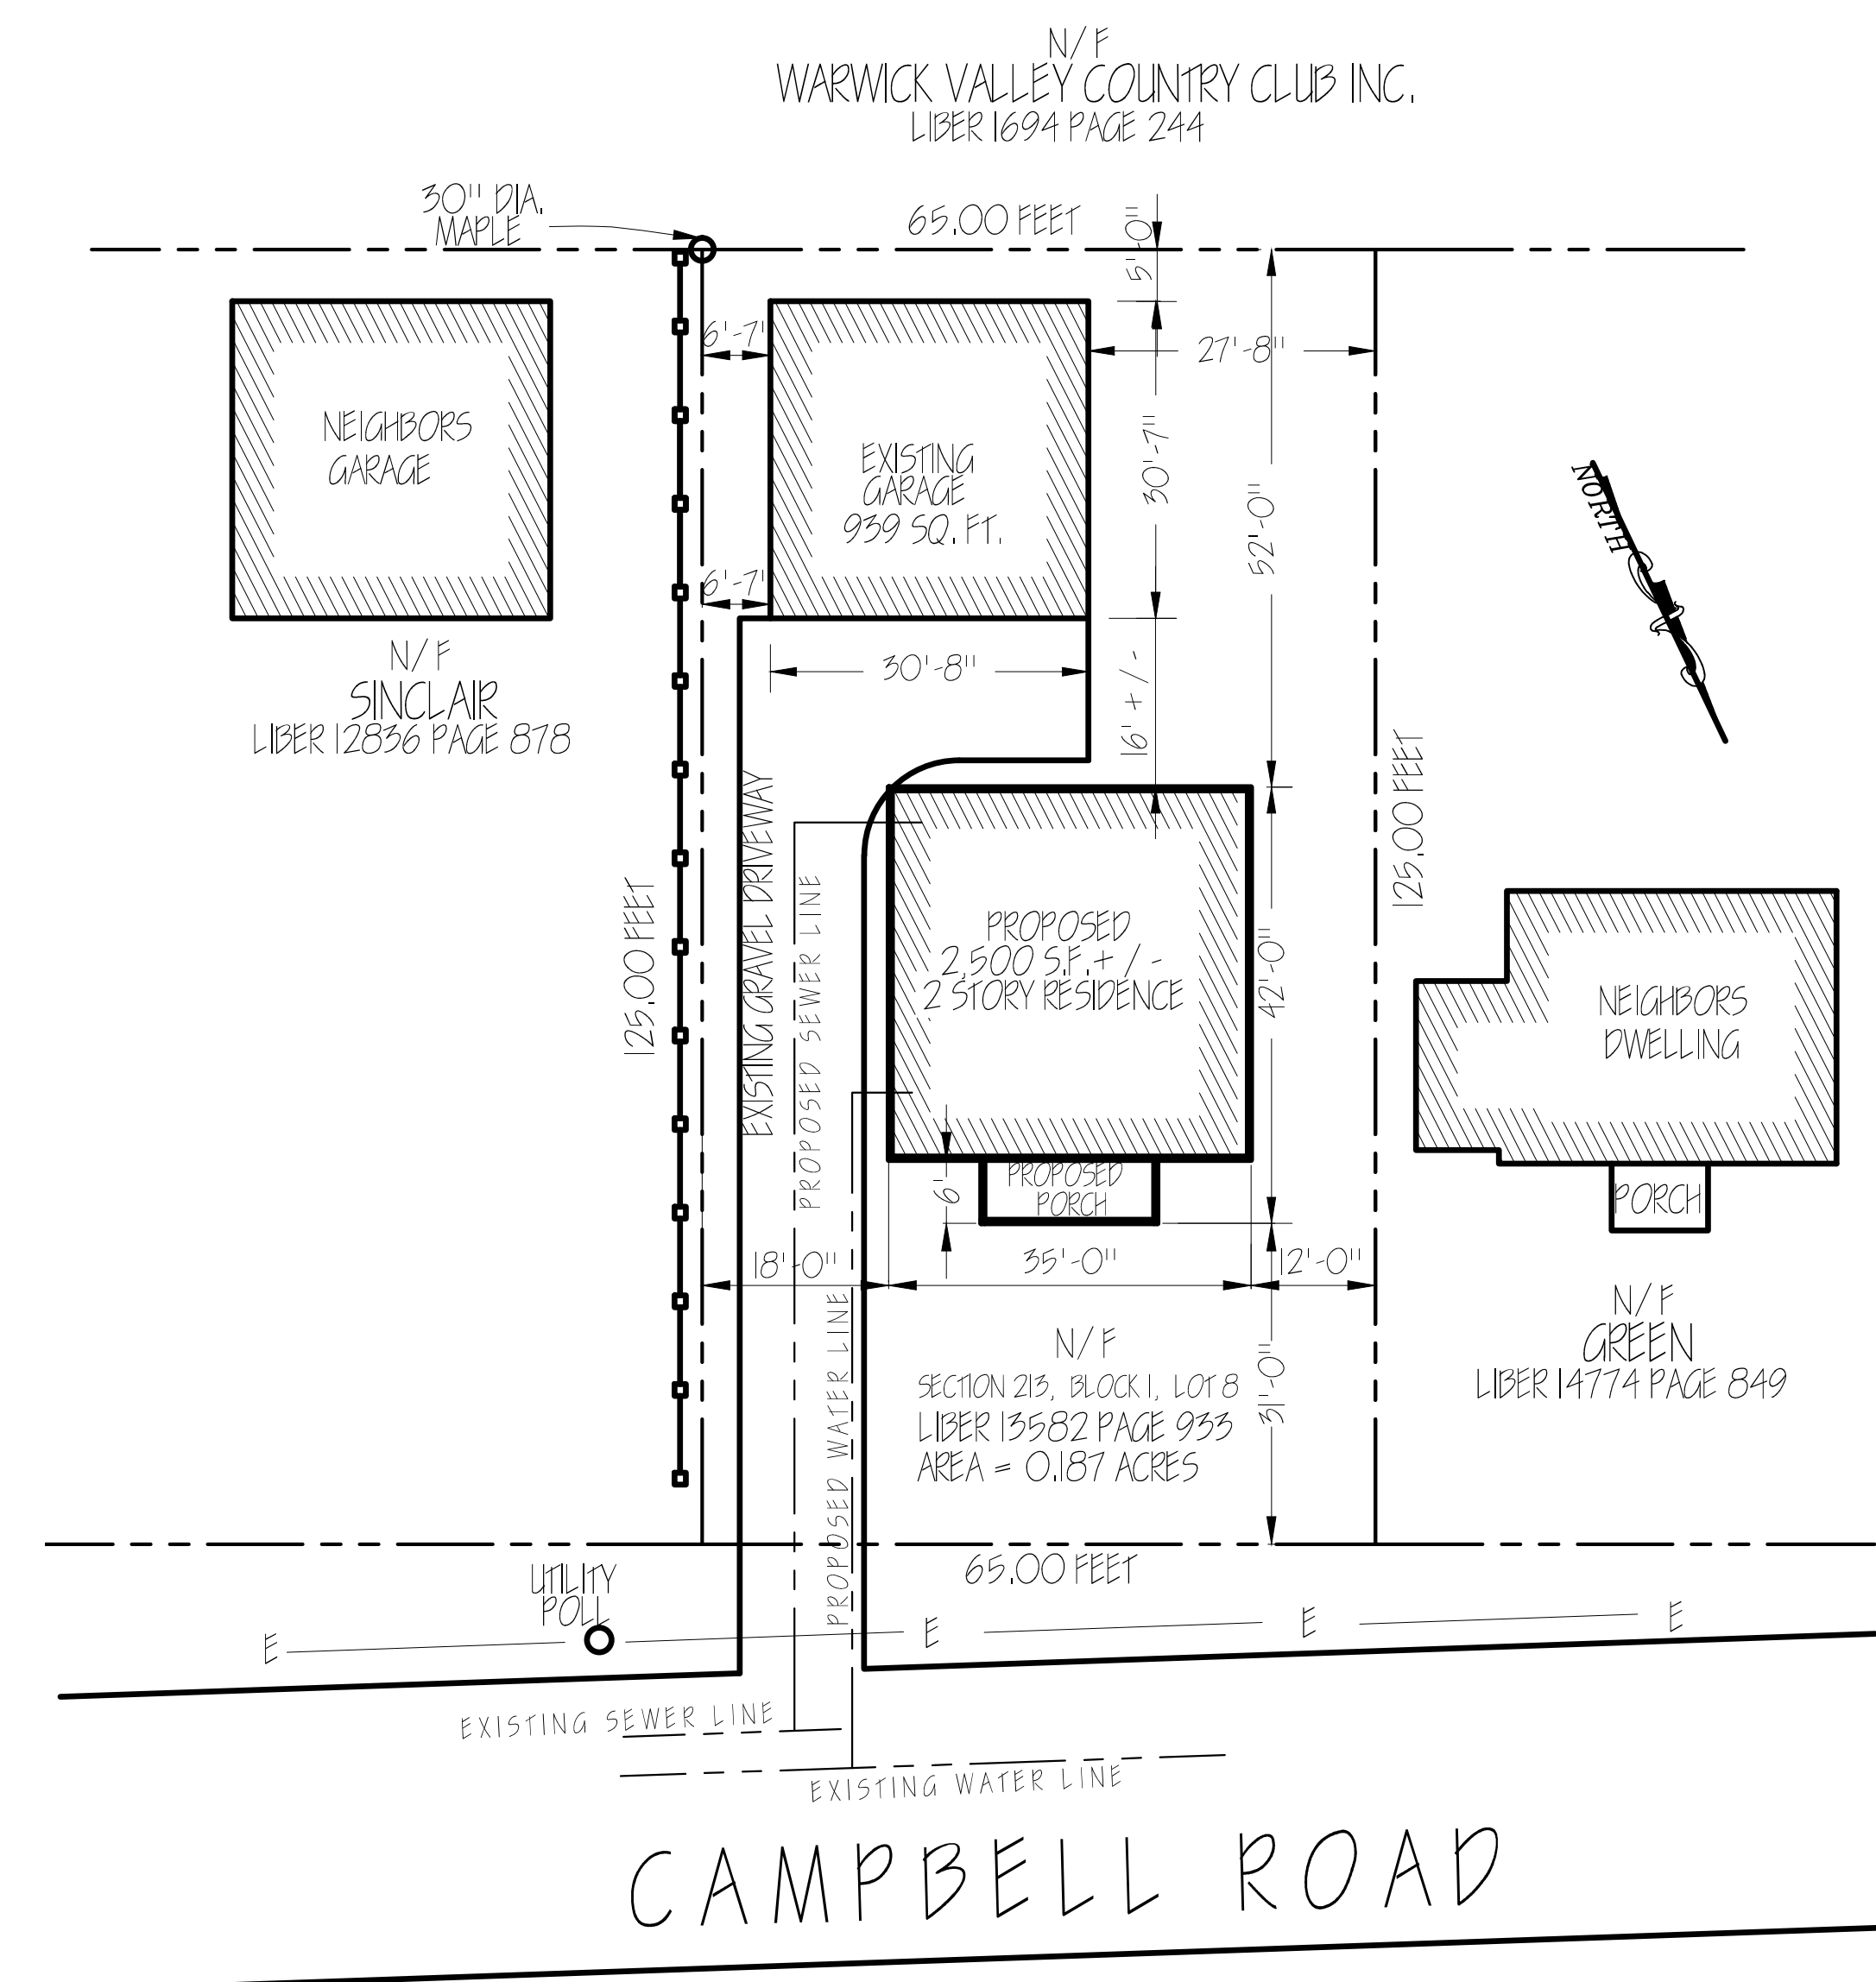 N/F
WARWICK VALLEY COUNTRY CLUB INC.
LIBER 1694 PAGE 244
30" DIA.
MAPLE
65.00 FEET
5'-0"
6'-7"
27'-8"
NEIGHBORS
GARAGE
EXISTING
GARAGE
939 SQ. FT.
30'-7"
52'-0"
NORTH
6'-7"
N/F
SINCLAIR
LIBER 12836 PAGE 878
30'-8"
16' + / -
125.00 FEET
EXISTING GRAVEL DRIVEWAY
PROPOSED SEWER LINE
125.00 FEET
PROPOSED
2,500 S.F. + / -
2 STORY RESIDENCE
42'-0"
NEIGHBORS
DWELLING
PROPOSED
PORCH
6'
PORCH
18'-0"
35'-0"
12'-0"
PROPOSED WATER LINE
N/F
SECTION 213, BLOCK 1, LOT 8
LIBER 13582 PAGE 933
AREA = 0.187 ACRES
31'-0"
N/F
GREEN
LIBER 14774 PAGE 849
65.00 FEET
UTILITY
POLL
E
E
E
E
EXISTING SEWER LINE
EXISTING WATER LINE
CAMPBELL ROAD